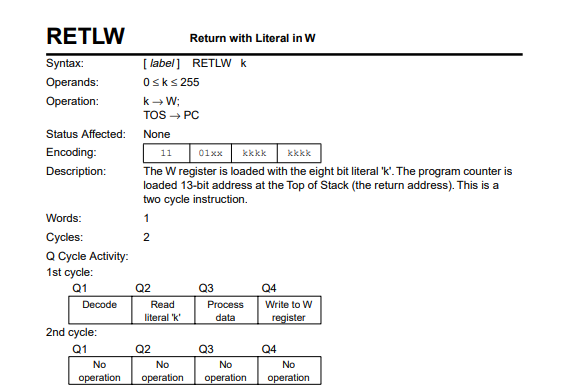 RETLW Return with Literal in W
Syntax: [ label ] RETLW k
Operands: 0 ≤ k ≤ 255
Operation: k → W;
TOS → PC
Status Affected: None
Encoding: 11 01xx kkkk kkkk
Description: The W register is loaded with the eight bit literal 'k'. The program counter is
loaded 13-bit address at the Top of Stack (the return address). This is a
two cycle instruction.
Words: 1
Cycles: 2
Q Cycle Activity:
1st cycle:
Q1 Q2 Q3 Q4
Decode Read Process Write to W
literal 'k' data register
2nd cycle:
Q1 Q2 Q3 Q4
No No No No
operation operation operation operation